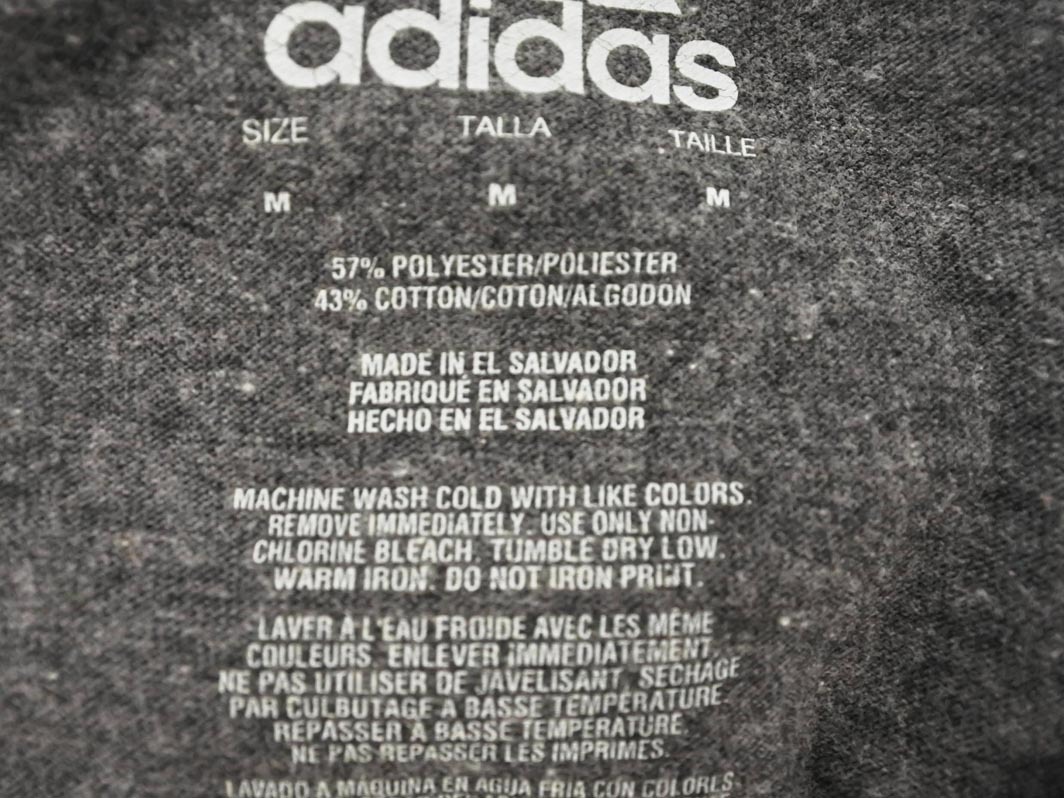 adidas
SIZE TALLA TAILLE
M M M
57% POLYESTER/POLIESTER
43% COTTON/COTON/ALGODON
MADE IN EL SALVADOR
FABRIQUÉ EN SALVADOR
HECHO EN EL SALVADOR
MACHINE WASH COLD WITH LIKE COLORS.
REMOVE IMMEDIATELY. USE ONLY NON-
CHLORINE BLEACH. TUMBLE DRY LOW.
WARM IRON. DO NOT IRON PRINT.
LAVER À L'EAU FROIDE AVEC LES MÊME
COULEURS. ENLEVER IMMEDIATEMENT.
NE PAS UTILISER DE JAVELISANT, SECHAGE
PAR CULBUTAGE A BASSE TEMPERATURE.
REPASSER A BASSE TEMPERATURE.
NE PAS REPASSER LES IMPRIMES.
LAVADO A MAQUINA EN AGUA FRIA CON COLORES